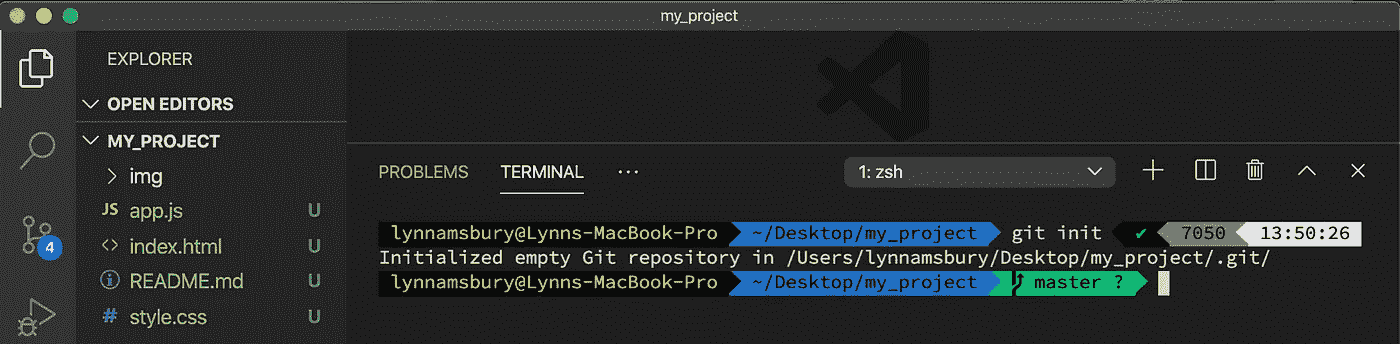 my_project
EXPLORER
OPEN EDITORS
MY_PROJECT
img
JS app.js U
<> index.html U
README.md U
style.css U
4
PROBLEMS TERMINAL ···
1: zsh
lynnamsbury@Lynns-MacBook-Pro ~/Desktop/my_project git init ✔ 7050 13:50:26
Initialized empty Git repository in /Users/lynnamsbury/Desktop/my_project/.git/
lynnamsbury@Lynns-MacBook-Pro ~/Desktop/my_project master ?